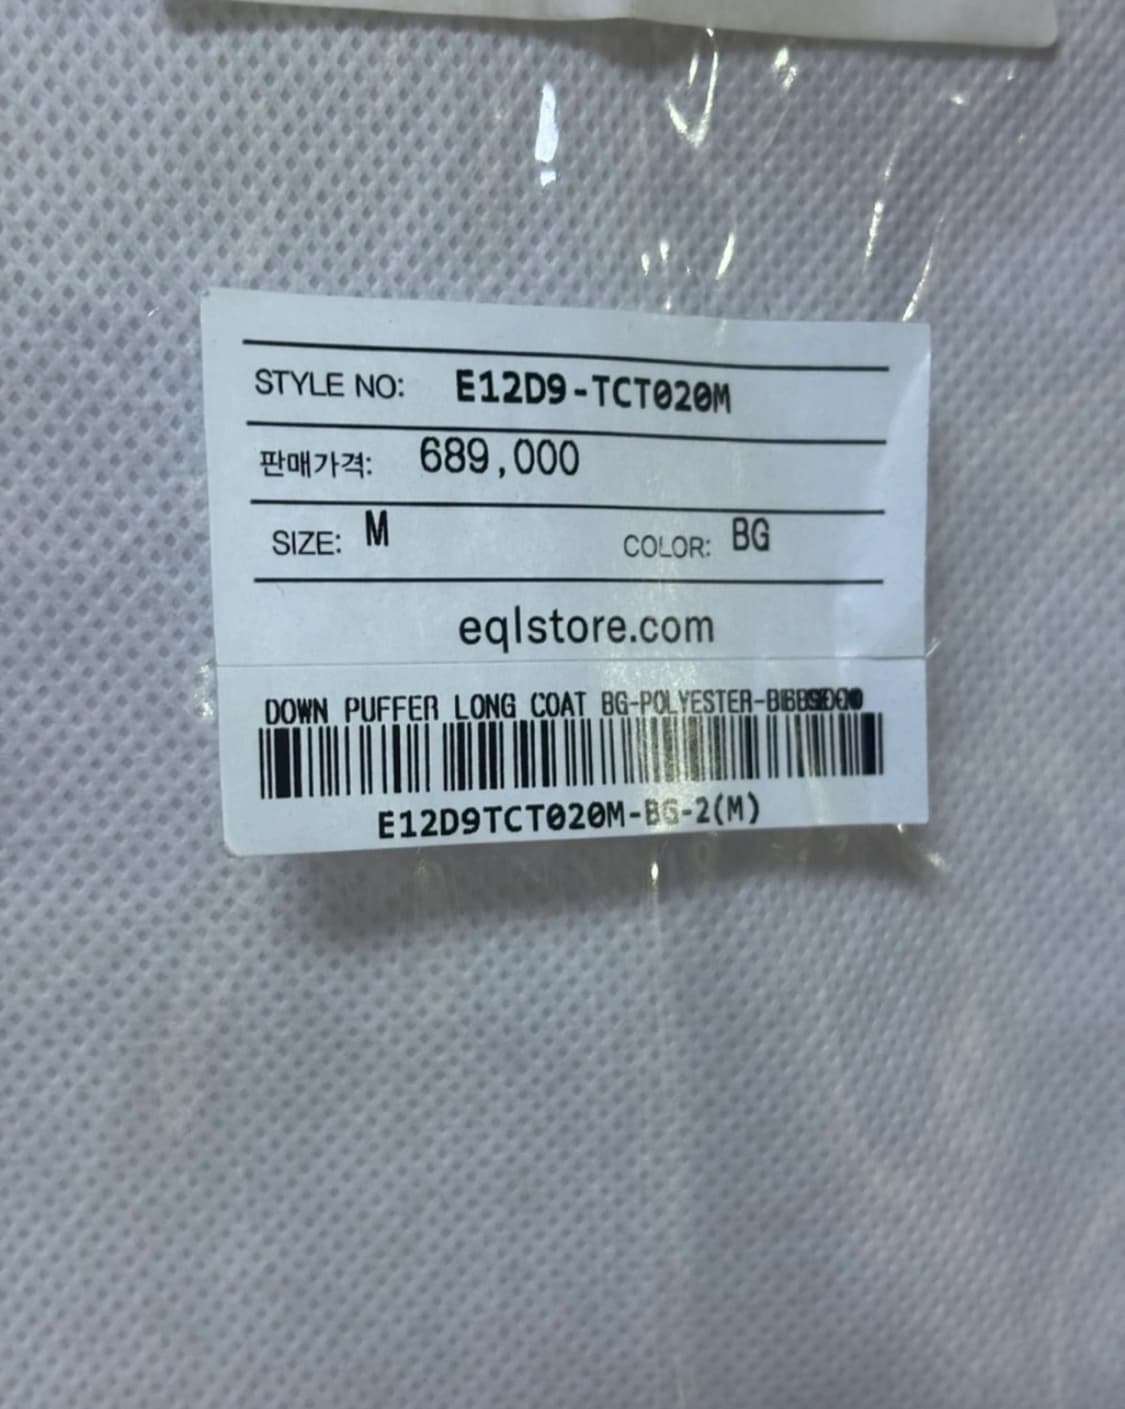 STYLE NO: E12D9-TCT020M
판매가격: 689,000
SIZE: M COLOR: BG
eqlstore.com
DOWN PUFFER LONG COAT BG-POLYESTER-
E12D9TCT020M-BG-2(M)